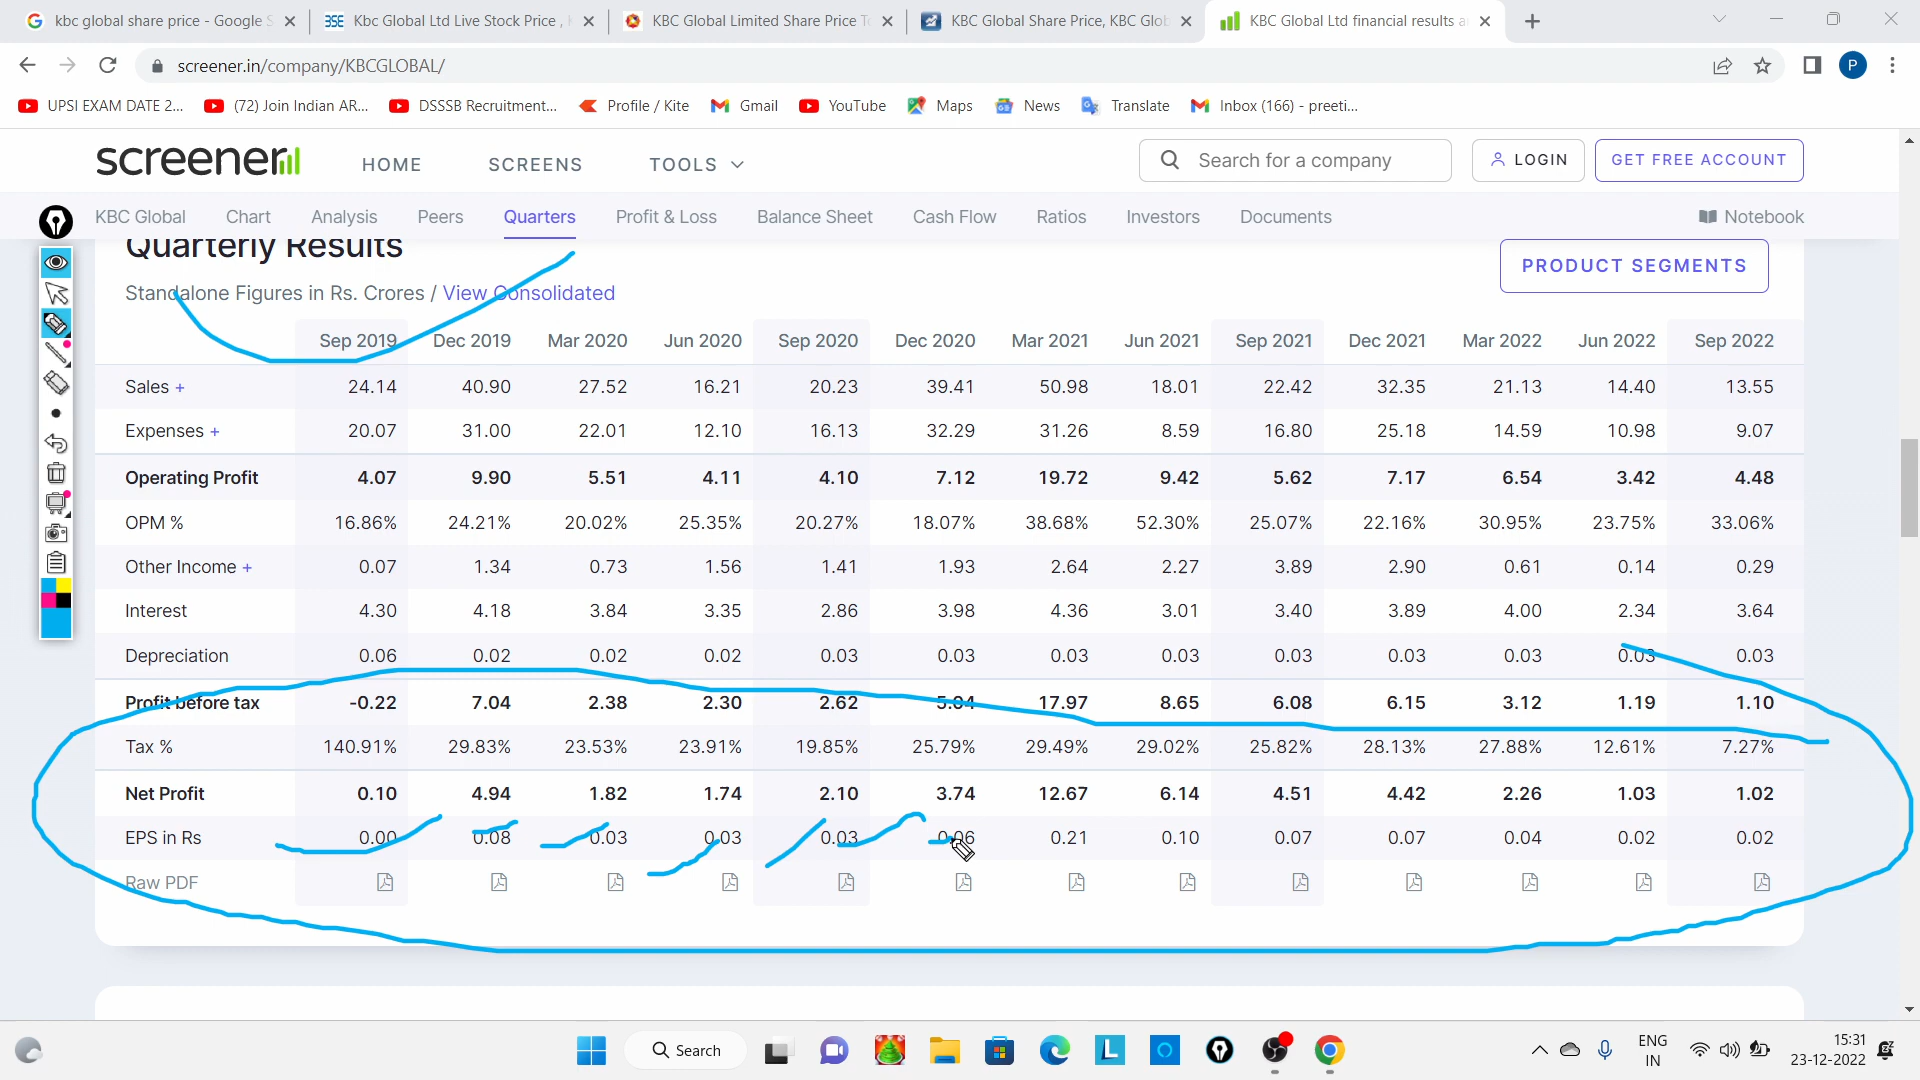 kbc global share price - Google S
BSE Kbc Global Ltd Live Stock Price ,
KBC Global Limited Share Price T
KBC Global Share Price, KBC Glob
KBC Global Ltd financial results a
screener.in/company/KBCGLOBAL/
P
UPSI EXAM DATE 2... (72) Join Indian AR... DSSSB Recruitment... Profile / Kite Gmail YouTube Maps News Translate Inbox (166) - preeti...
screener HOME SCREENS TOOLS Search for a company LOGIN GET FREE ACCOUNT
KBC Global Chart Analysis Peers Quarters Profit & Loss Balance Sheet Cash Flow Ratios Investors Documents Notebook
Quarterly Results
PRODUCT SEGMENTS
Standalone Figures in Rs. Crores / View Consolidated
Sep 2019 Dec 2019 Mar 2020 Jun 2020 Sep 2020 Dec 2020 Mar 2021 Jun 2021 Sep 2021 Dec 2021 Mar 2022 Jun 2022 Sep 2022
Sales + 24.14 40.90 27.52 16.21 20.23 39.41 50.98 18.01 22.42 32.35 21.13 14.40 13.55
Expenses + 20.07 31.00 22.01 12.10 16.13 32.29 31.26 8.59 16.80 25.18 14.59 10.98 9.07
Operating Profit 4.07 9.90 5.51 4.11 4.10 7.12 19.72 9.42 5.62 7.17 6.54 3.42 4.48
OPM % 16.86% 24.21% 20.02% 25.35% 20.27% 18.07% 38.68% 52.30% 25.07% 22.16% 30.95% 23.75% 33.06%
Other Income + 0.07 1.34 0.73 1.56 1.41 1.93 2.64 2.27 3.89 2.90 0.61 0.14 0.29
Interest 4.30 4.18 3.84 3.35 2.86 3.98 4.36 3.01 3.40 3.89 4.00 2.34 3.64
Depreciation 0.06 0.02 0.02 0.02 0.03 0.03 0.03 0.03 0.03 0.03 0.03 0.03 0.03
Profit before tax -0.22 7.04 2.38 2.30 2.62 5.04 17.97 8.65 6.08 6.15 3.12 1.19 1.10
Tax % 140.91% 29.83% 23.53% 23.91% 19.85% 25.79% 29.49% 29.02% 25.82% 28.13% 27.88% 12.61% 7.27%
Net Profit 0.10 4.94 1.82 1.74 2.10 3.74 12.67 6.14 4.51 4.42 2.26 1.03 1.02
EPS in Rs 0.00 0.08 0.03 0.03 0.03 0.06 0.21 0.10 0.07 0.07 0.04 0.02 0.02
Raw PDF
Search
ENG
IN
15:31
23-12-2022